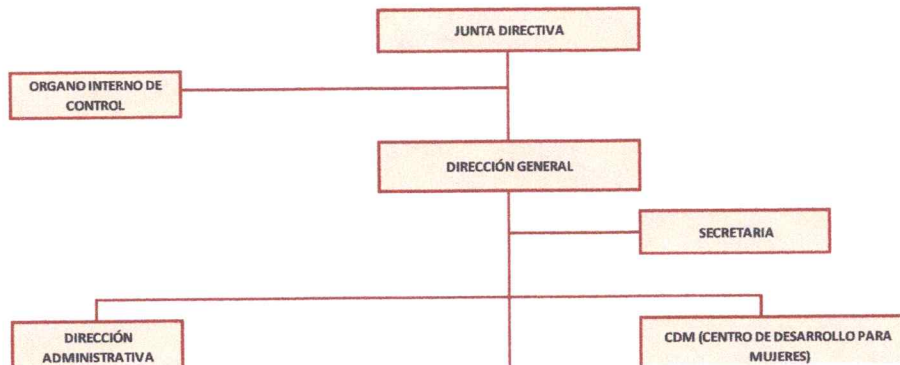 JUNTA DIRECTIVA
ORGANO INTERNO DE
CONTROL
DIRECCIÓN GENERAL
SECRETARIA
DIRECCIÓN
ADMINISTRATIVA
CDM (CENTRO DE DESARROLLO PARA
MUJERES)